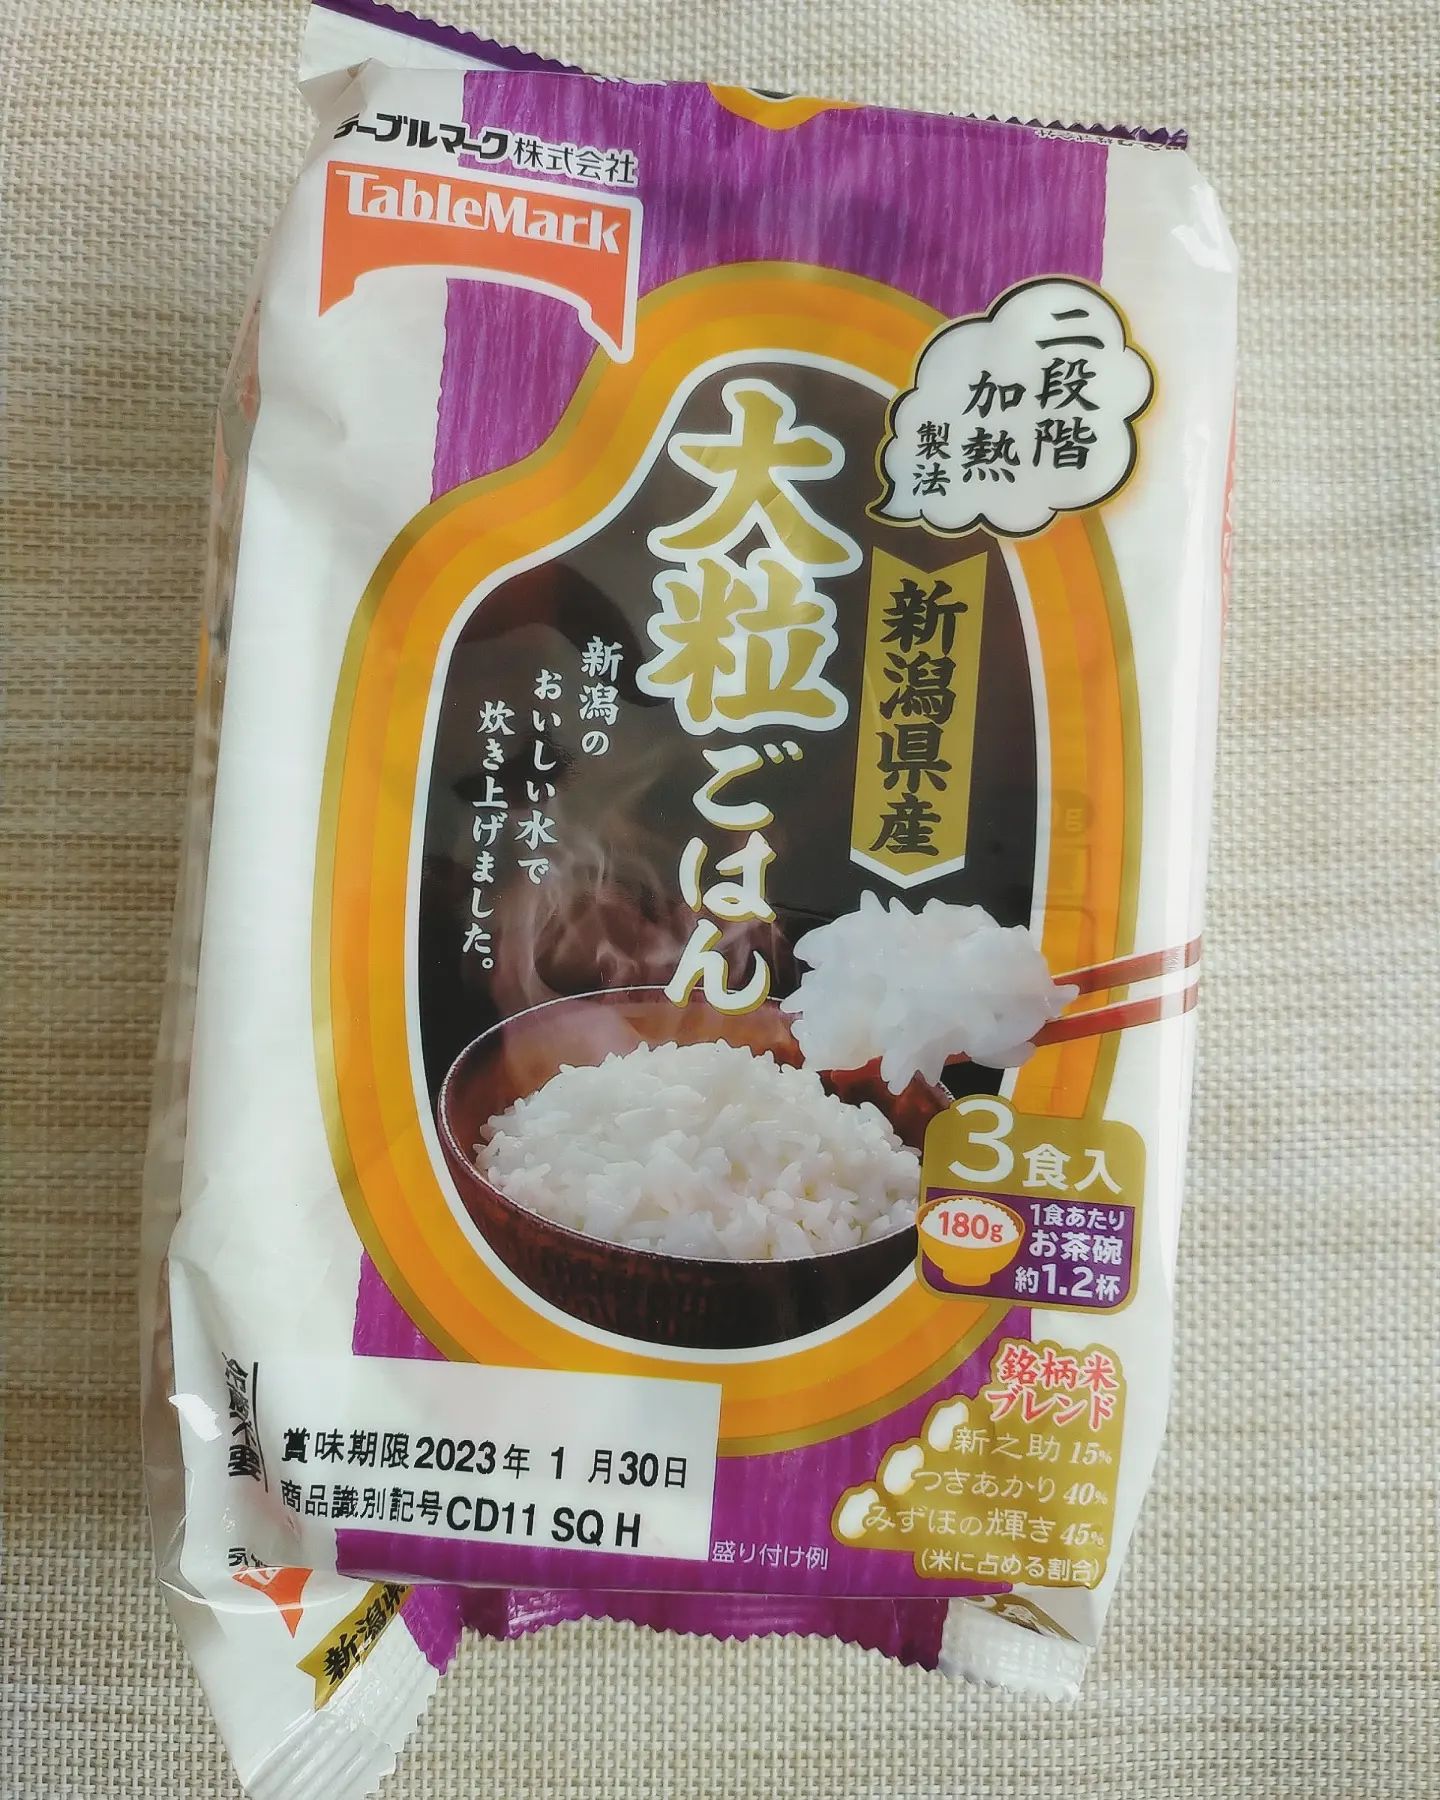 テーブルマーク株式会社
TableMark
二段階
加熱
製法
新潟県産
大粒ごはん
新潟の
おいしい水で
炊き上げました。
3食入
180g
1食あたり
お茶碗
約1.2杯
銘柄米
ブレンド
新之助 15%
つきあかり 40%
みずほの輝き 45%
(米に占める割合)
賞味期限2023年 1月30日
商品識別記号CD11 SQ H
盛り付け例
新潟県